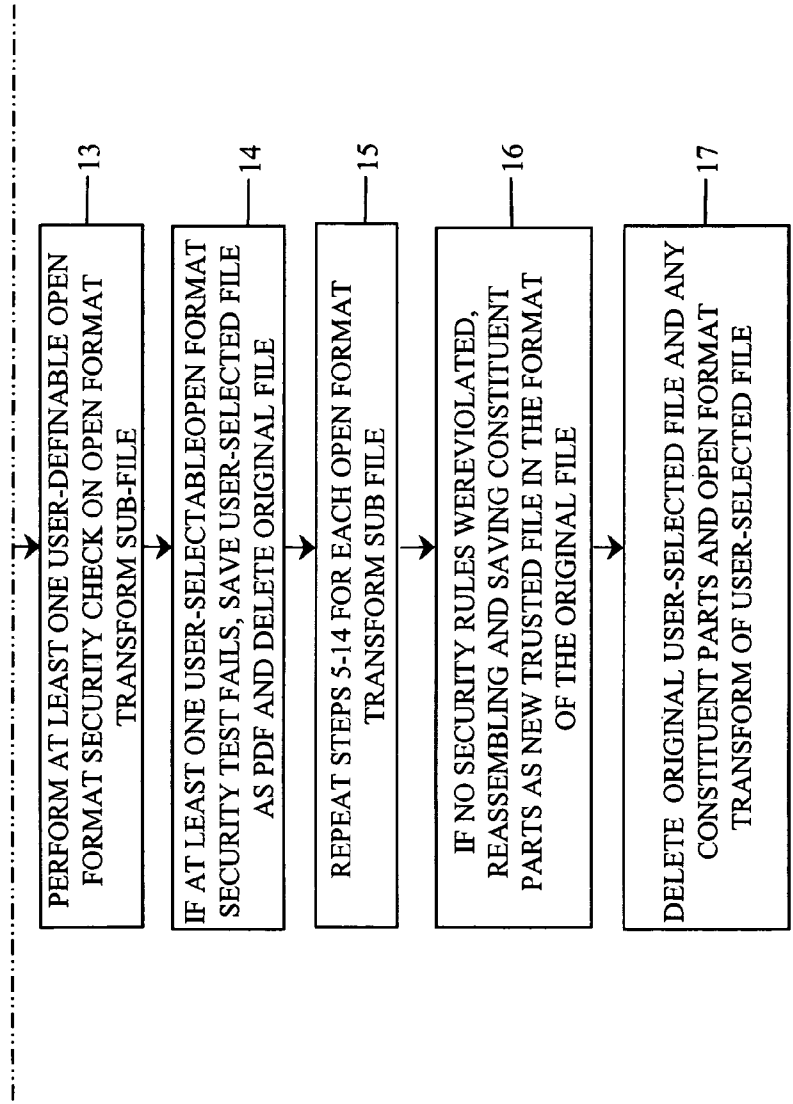 PERFORM AT LEAST ONE USER-DEFINABLE OPEN
FORMAT SECURITY CHECK ON OPEN FORMAT
TRANSFORM SUB-FILE
13
IF AT LEAST ONE USER-SELECTABLEOPEN FORMAT
SECURITY TEST FAILS, SAVE USER-SELECTED FILE
AS PDF AND DELETE ORIGINAL FILE
14
REPEAT STEPS 5-14 FOR EACH OPEN FORMAT
TRANSFORM SUB FILE
15
IF NO SECURITY RULES WEREVIOLATED,
REASSEMBLING AND SAVING CONSTITUENT
PARTS AS NEW TRUSTED FILE IN THE FORMAT
OF THE ORIGINAL FILE
16
DELETE ORIGINAL USER-SELECTED FILE AND ANY
CONSTITUENT PARTS AND OPEN FORMAT
TRANSFORM OF USER-SELECTED FILE
17